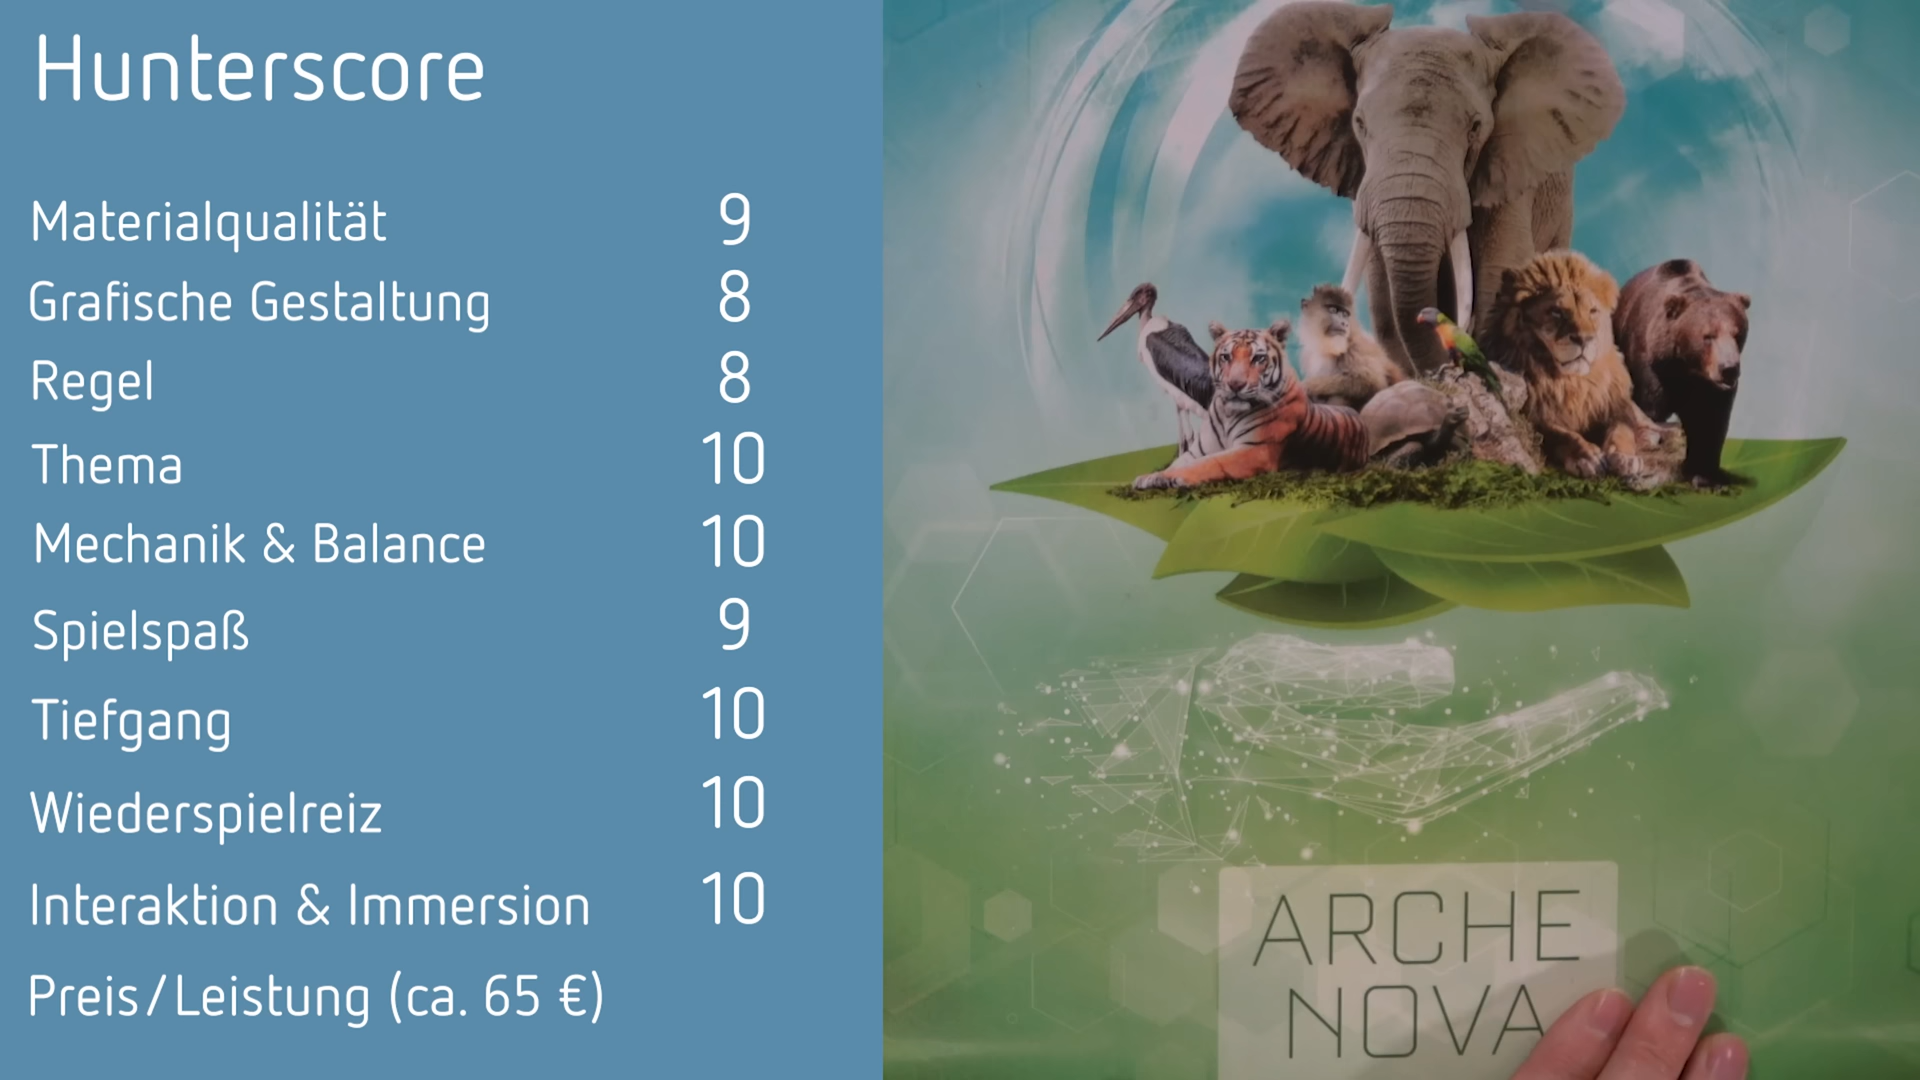 Hunterscore
Materialqualität 9
Grafische Gestaltung 8
Regel 8
Thema 10
Mechanik & Balance 10
Spielspaß 9
Tiefgang 10
Wiederspielreiz 10
Interaktion & Immersion 10
Preis/Leistung (ca. 65 €)
ARCHE
NOVA